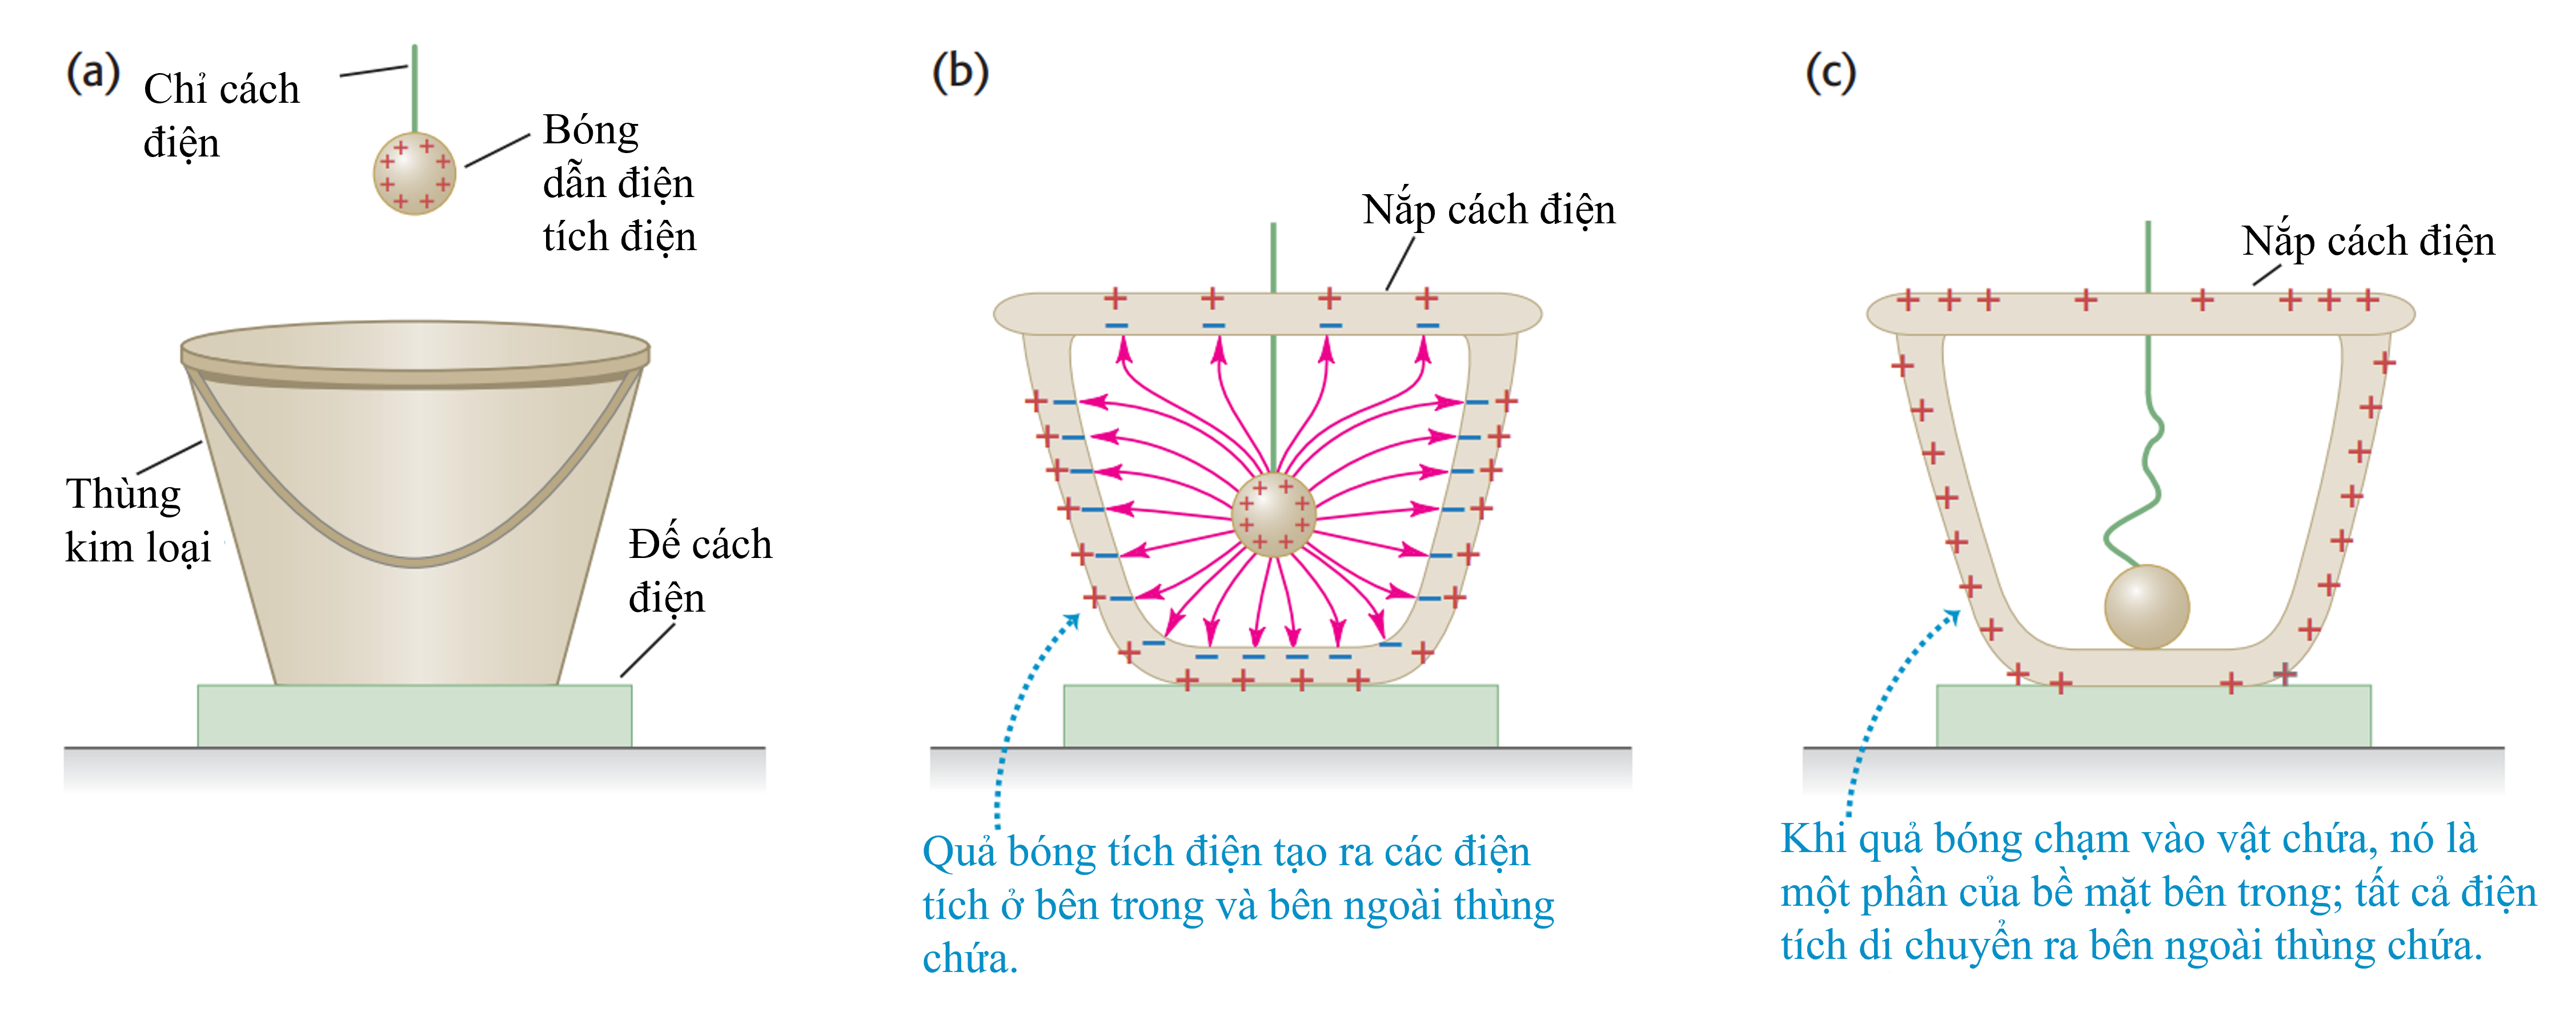 (a)
Chỉ cách
điện
Bóng
dẫn điện
tích điện
Thùng
kim loại
Đế cách
điện
(b)
Nắp cách điện
Quả bóng tích điện tạo ra các điện
tích ở bên trong và bên ngoài thùng
chứa.
(c)
Nắp cách điện
Khi quả bóng chạm vào vật chứa, nó là
một phần của bề mặt bên trong; tất cả điện
tích di chuyển ra bên ngoài thùng chứa.